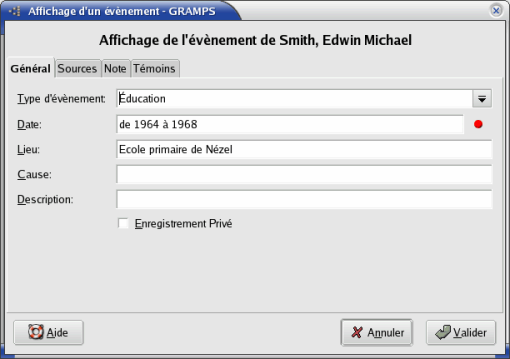 Affichage d'un évènement - GRAMPS
Affichage de l'évènement de Smith, Edwin Michael
Général Sources Note Témoins
Type d'évènement: Éducation
Date: de 1964 à 1968
Lieu: Ecole primaire de Nézel
Cause:
Description:
Enregistrement Privé
Aide Annuler Valider